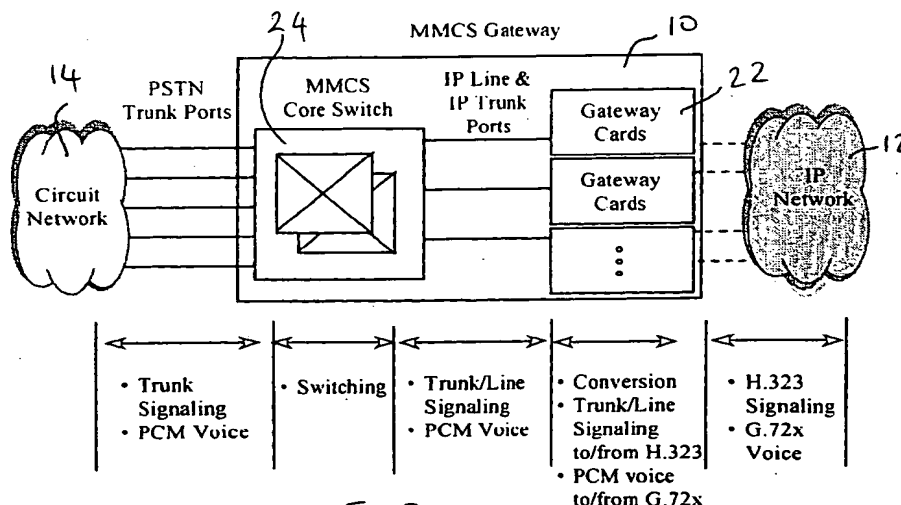 MMCS Gateway
10
24
14
PSTN
Trunk Ports
MMCS
Core Switch
IP Line &
IP Trunk
Ports
22
Gateway
Cards
Gateway
Cards
Circuit
Network
IP
Network
12
• Trunk
Signaling
• PCM Voice
• Switching
• Trunk/Line
Signaling
• PCM Voice
• Conversion
• Trunk/Line
Signaling
to/from H.323
• PCM voice
to/from G.72x
• H.323
Signaling
• G.72x
Voice